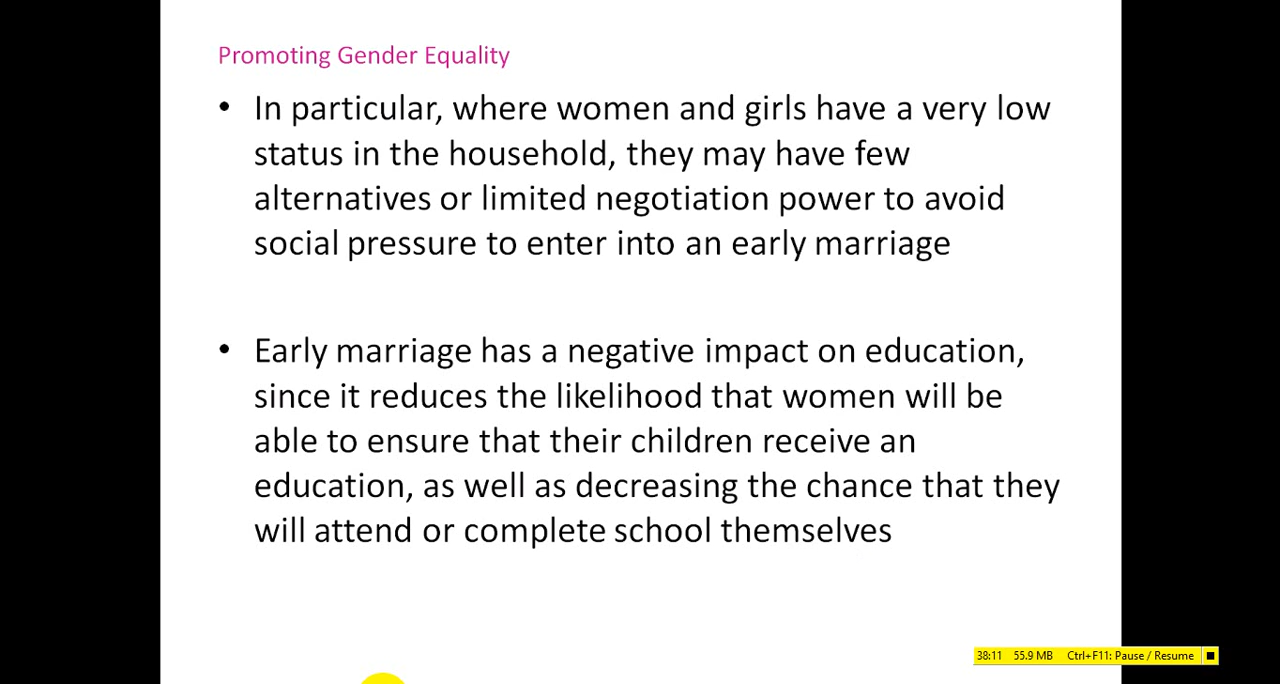 Promoting Gender Equality
• In particular, where women and girls have a very low
status in the household, they may have few
alternatives or limited negotiation power to avoid
social pressure to enter into an early marriage
• Early marriage has a negative impact on education,
since it reduces the likelihood that women will be
able to ensure that their children receive an
education, as well as decreasing the chance that they
will attend or complete school themselves
38:11 55.9 MB Ctrl+F11: Pause / Resume